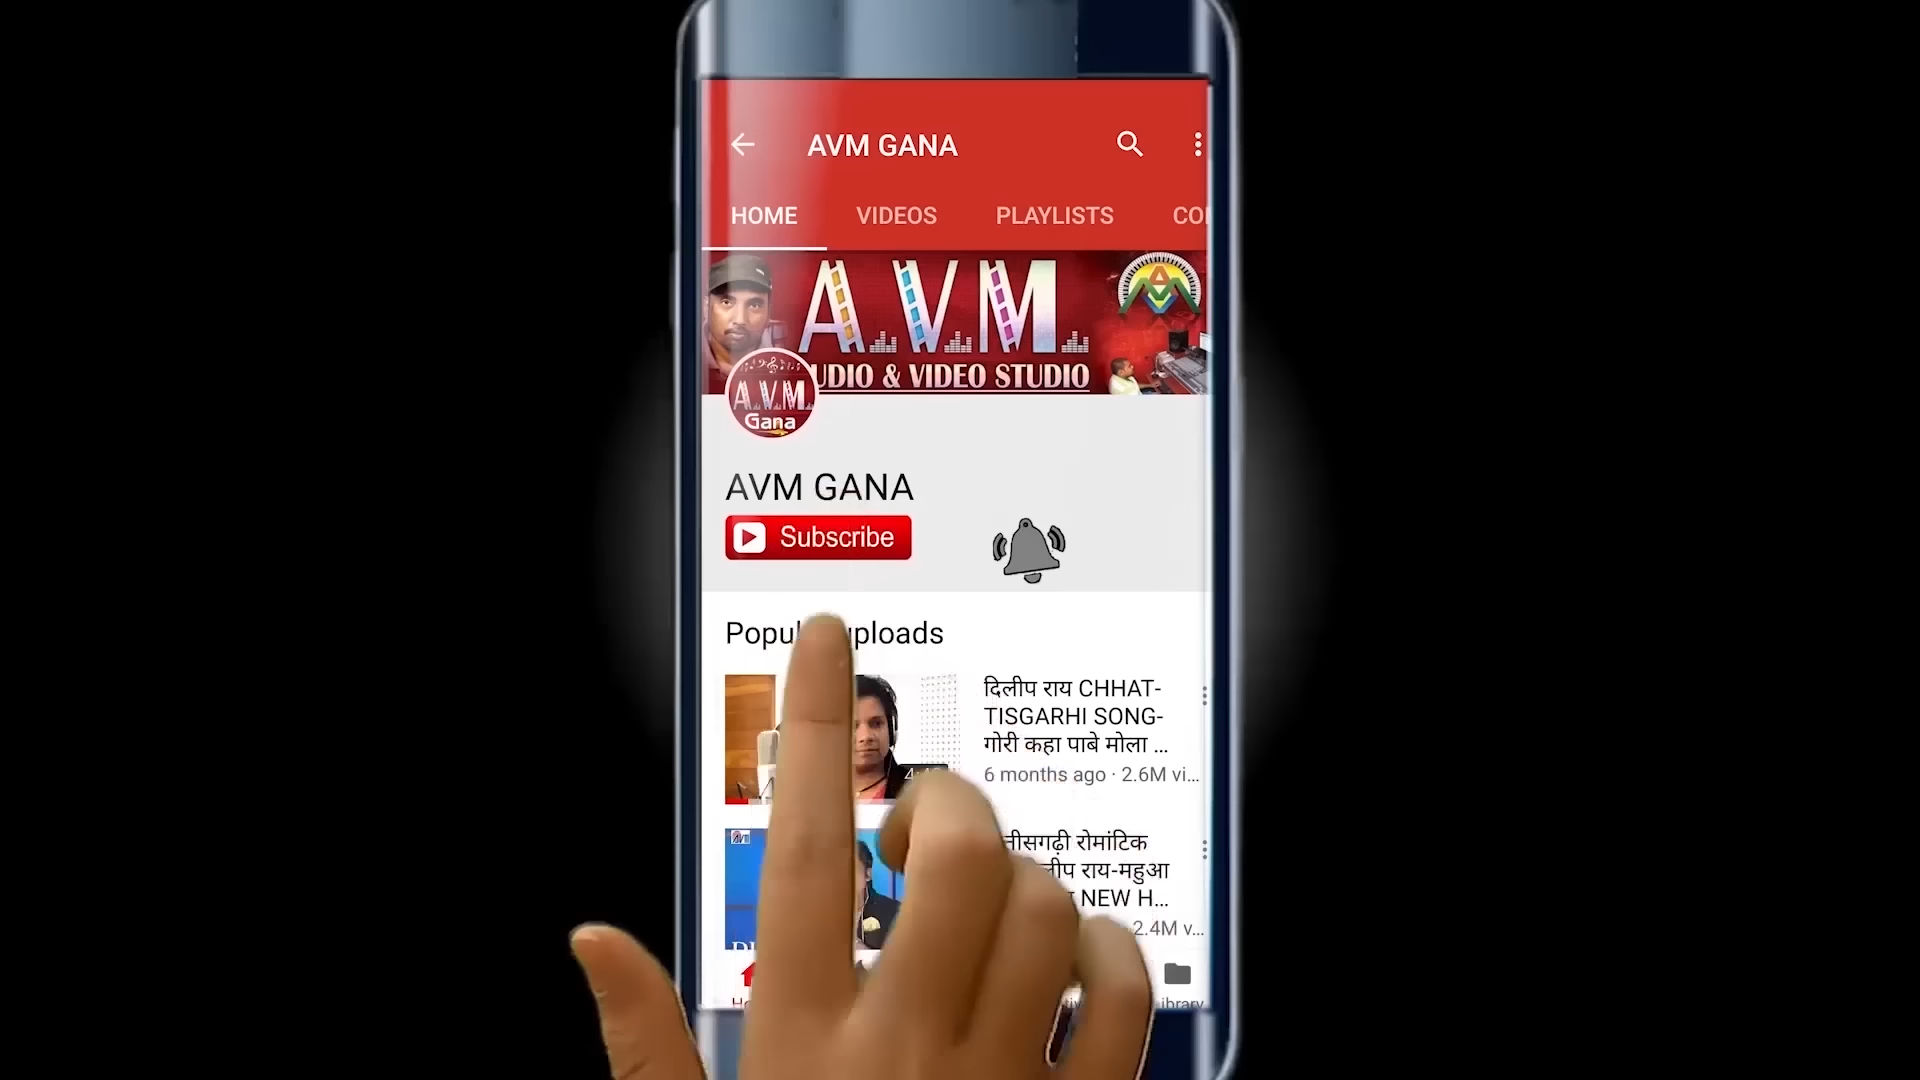 AVM GANA
HOME VIDEOS PLAYLISTS
A.V.M.
UDIO & VIDEO STUDIO
A.V.M.
Gana
AVM GANA
Subscribe
uploads
दिलीप राय CHHAT-
TISGARHI SONG-
गोरी कहा पाबे मोला ...
6 months ago · 2.6M vi...
रोमांटिक
राय-महुआ
NEW H...
2.4M v...